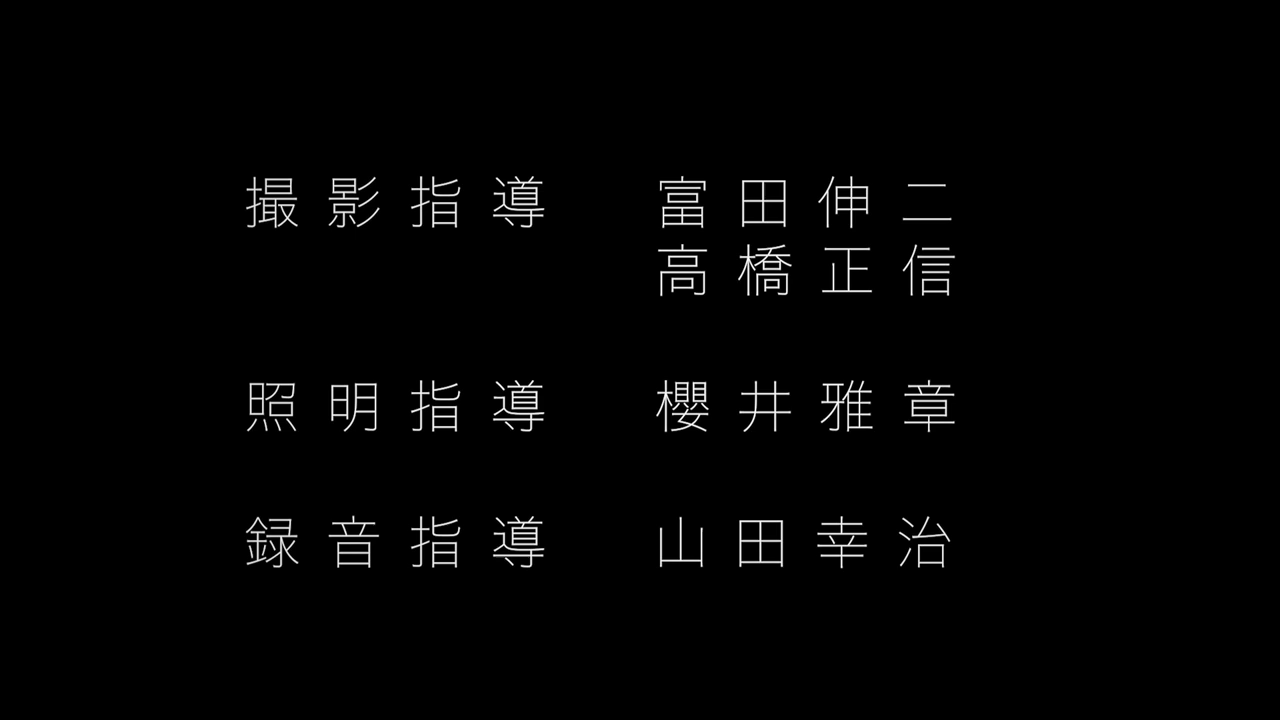 撮影指導 富田伸二
高橋正信
照明指導 櫻井雅章
録音指導 山田幸治